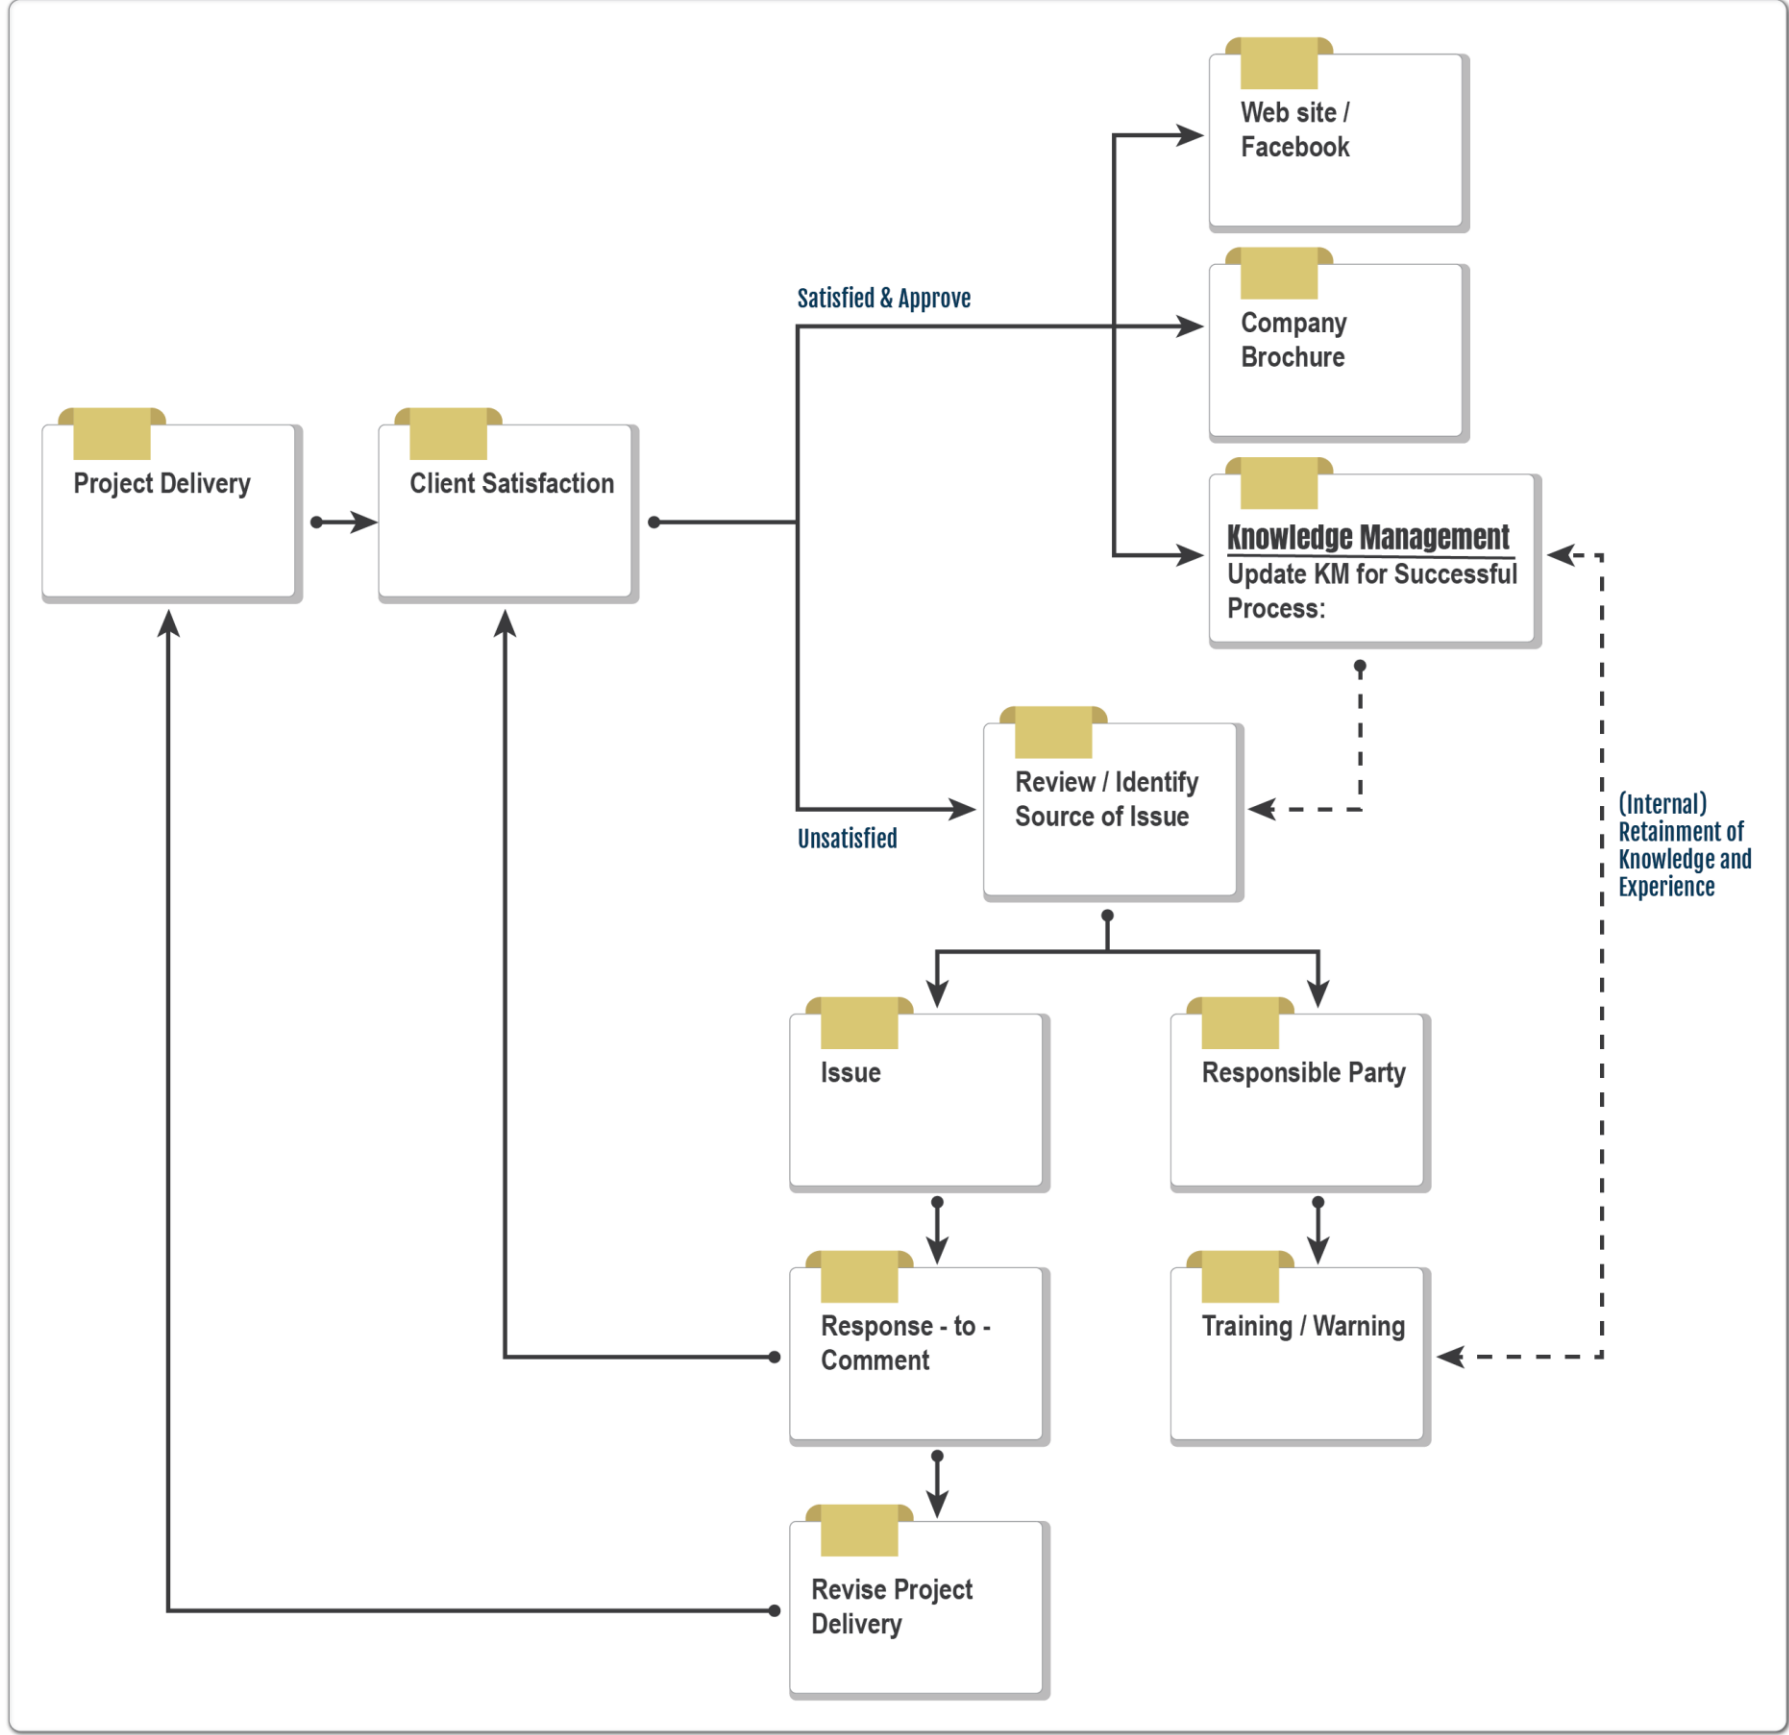 Web site /
Facebook
Satisfied & Approve
Company
Brochure
Project Delivery
Client Satisfaction
Knowledge Management
Update KM for Successful
Process:
Review / Identify
Source of Issue
Unsatisfied
(Internal)
Retainment of
Knowledge and
Experience
Issue
Responsible Party
Response - to -
Comment
Training / Warning
Revise Project
Delivery